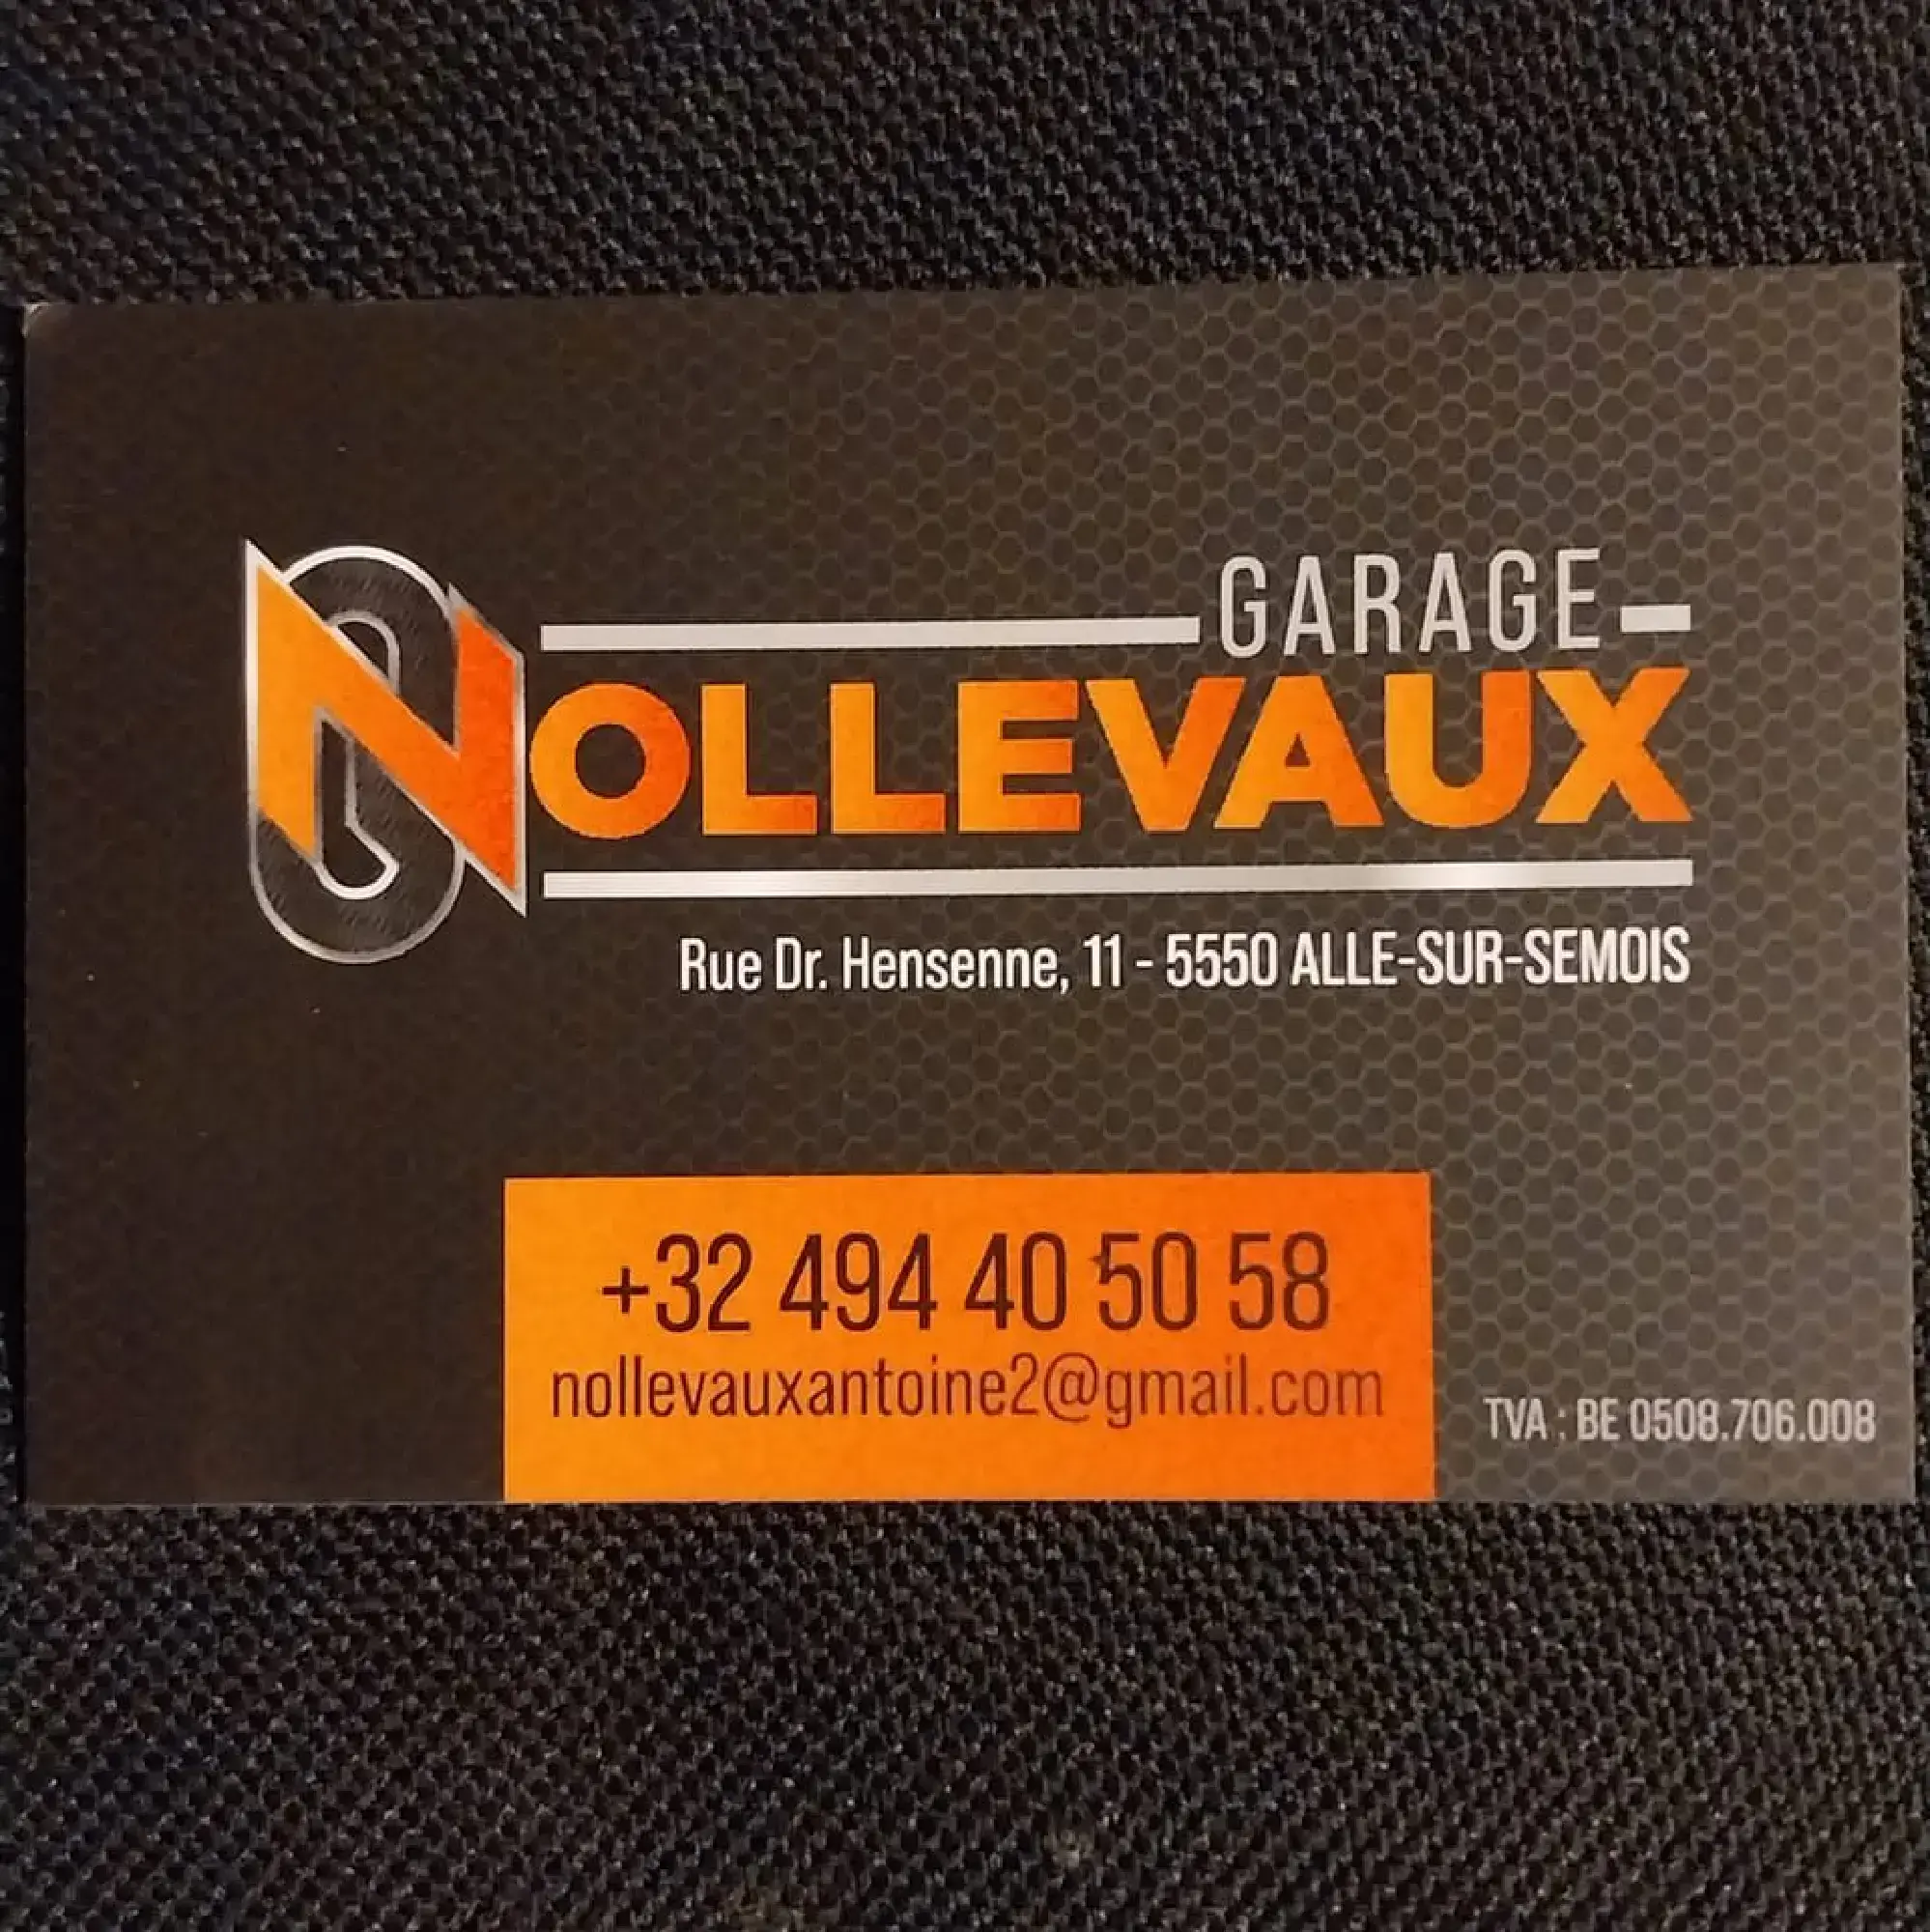 GARAGE
NOLLEVAUX
Rue Dr. Hensenne, 11 - 5550 ALLE-SUR-SEMOIS
+32 494 40 50 58
nollevauxantoine2@gmail.com
TVA : BE 0508.706.008